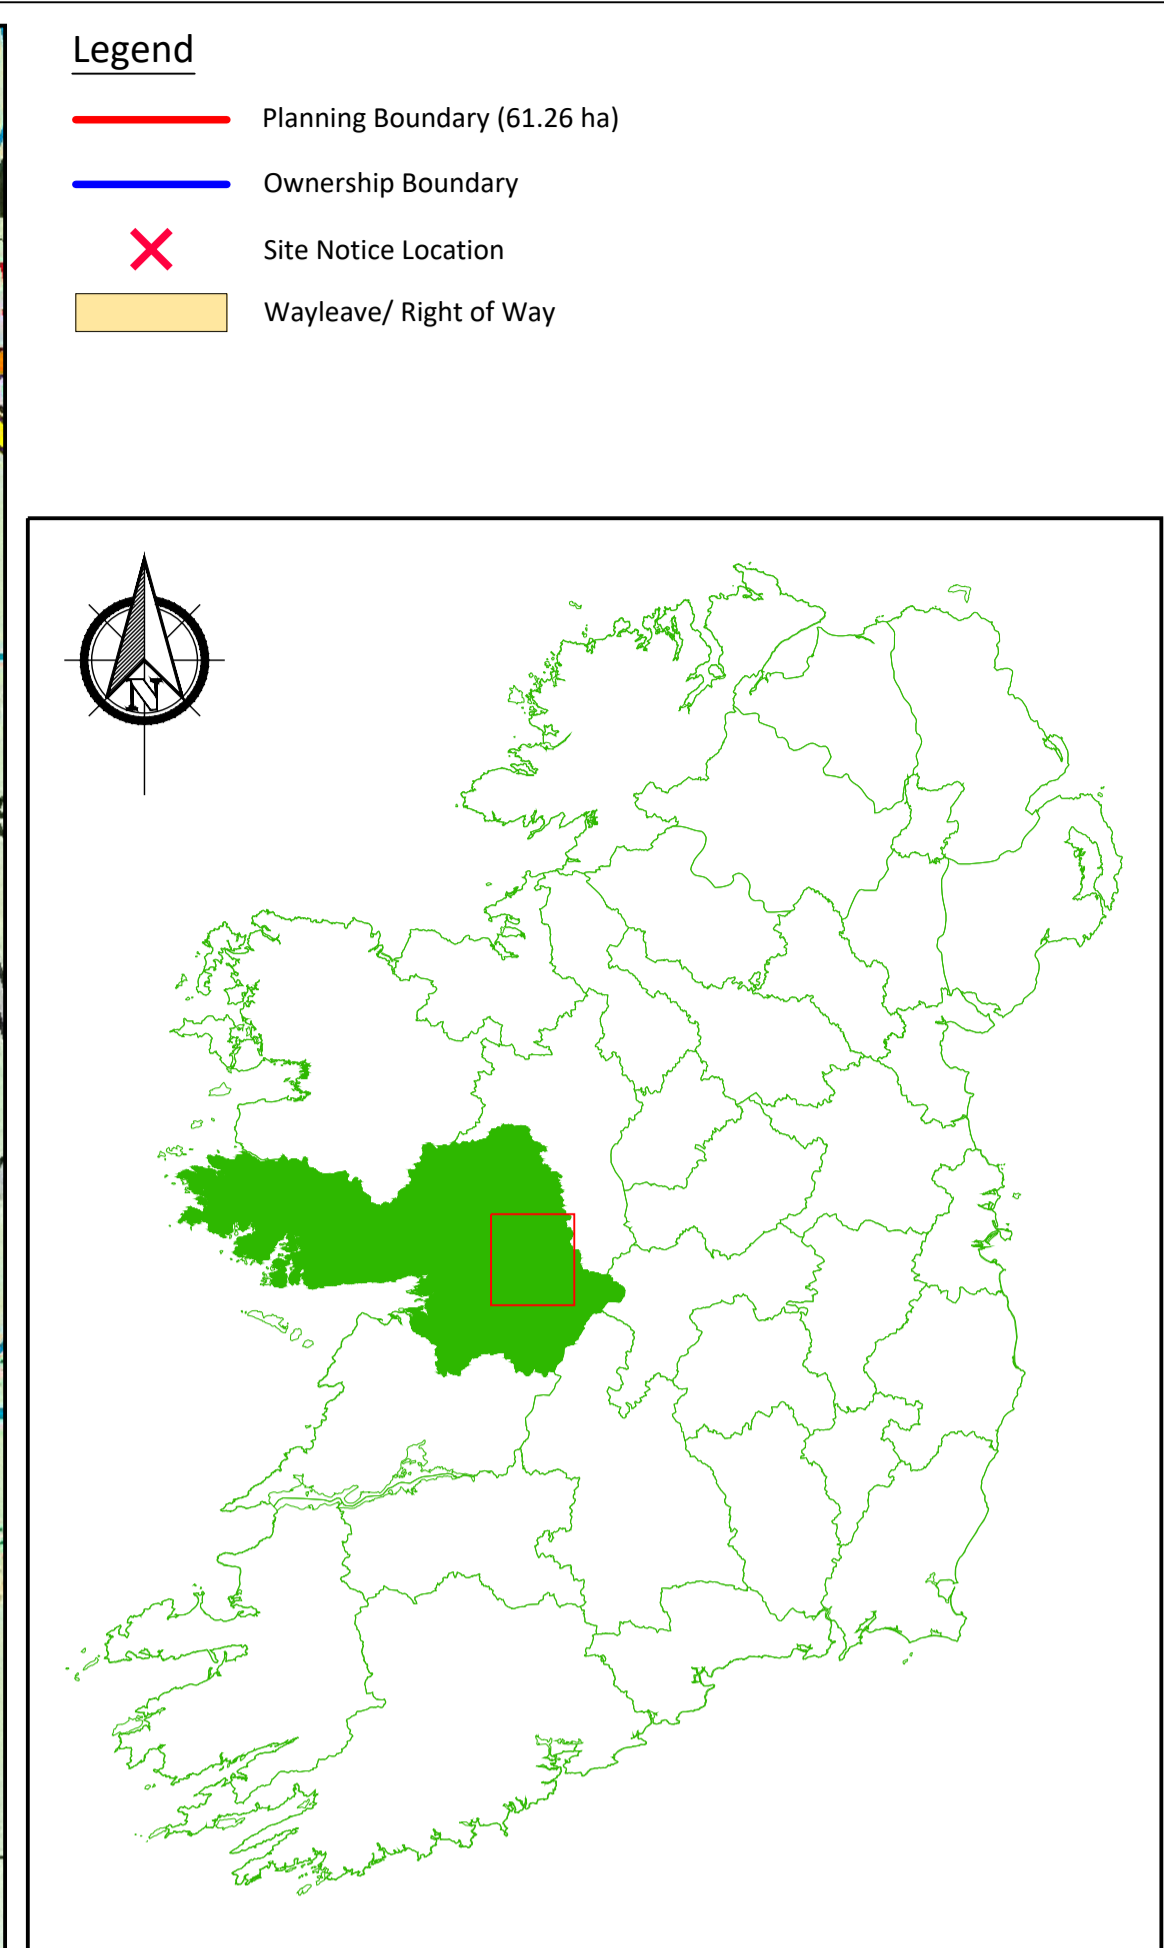 Legend
Planning Boundary (61.26 ha)
Ownership Boundary
Site Notice Location
Wayleave/ Right of Way
N